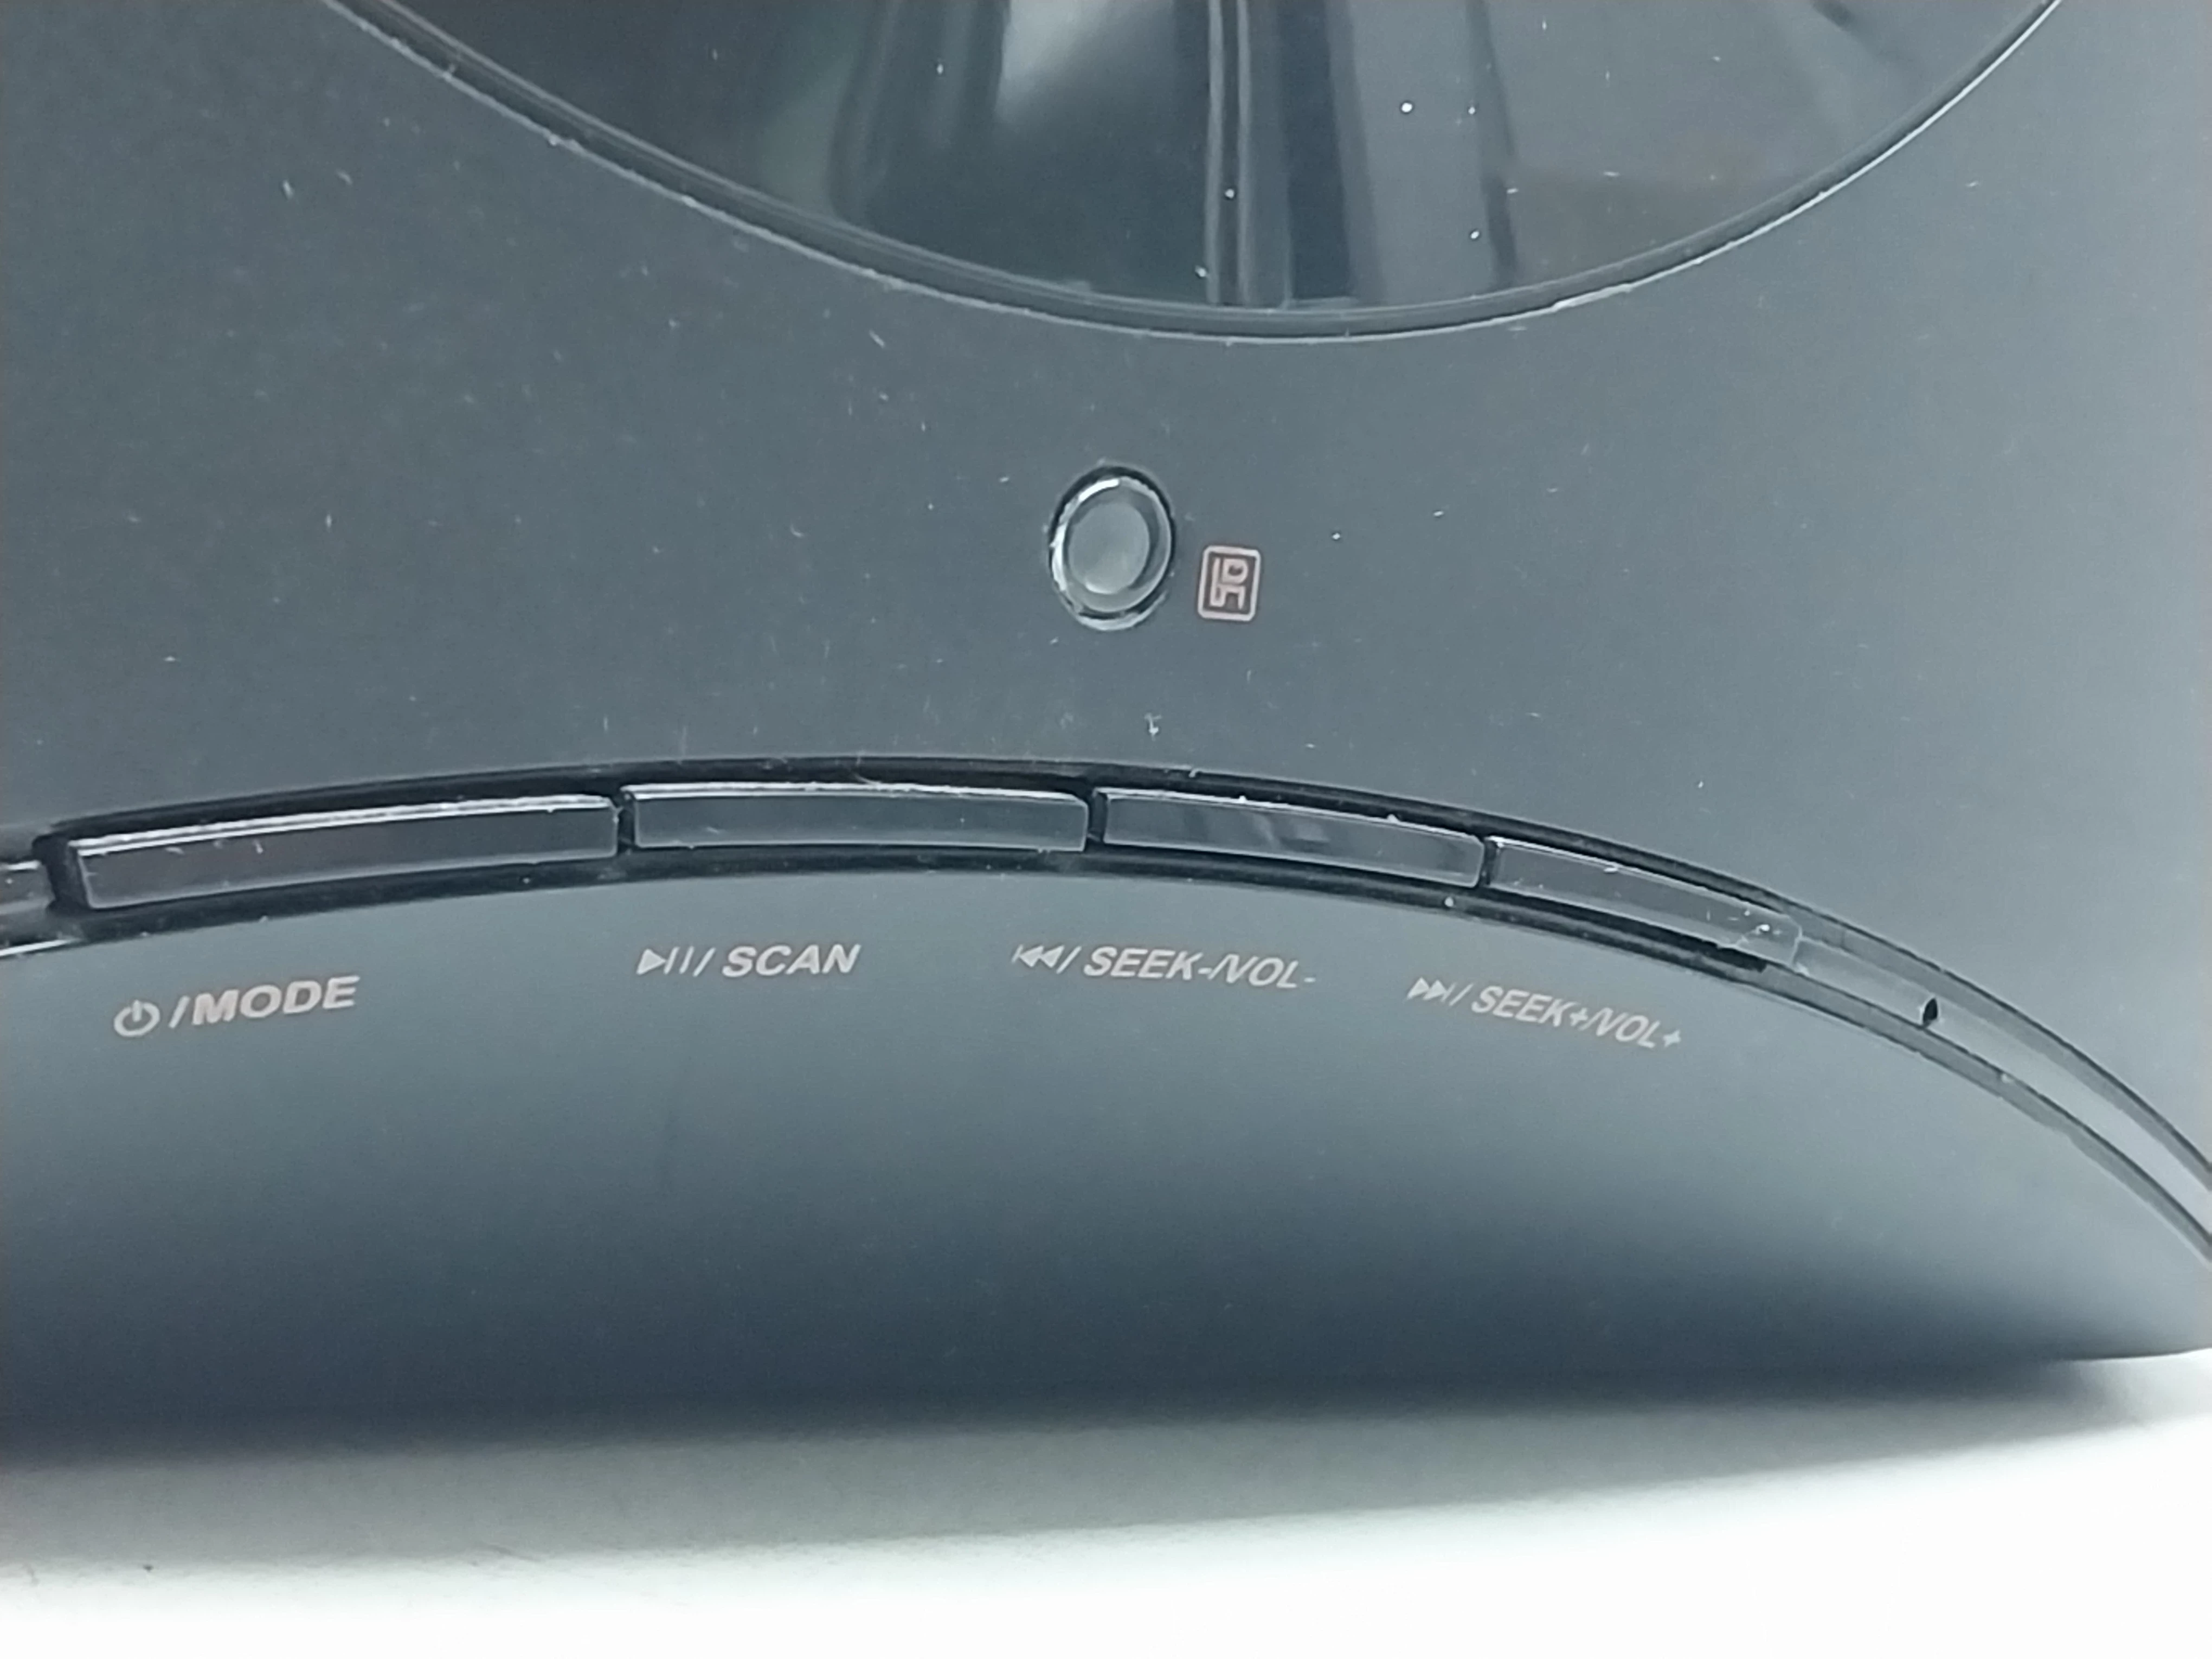 ⏻/MODE
▶II/ SCAN
I◀◀/ SEEK-/VOL-
▶▶I/ SEEK+/VOL+